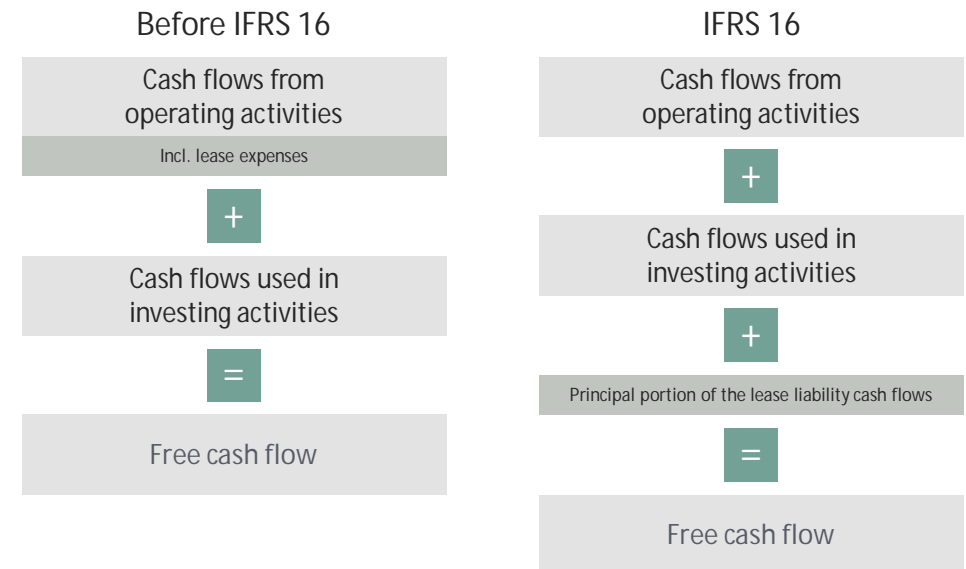 Before IFRS 16
Cash flows from
operating activities
Incl. lease expenses
+
Cash flows used in
investing activities
=
Free cash flow
IFRS 16
Cash flows from
operating activities
+
Cash flows used in
investing activities
+
Principal portion of the lease liability cash flows
=
Free cash flow